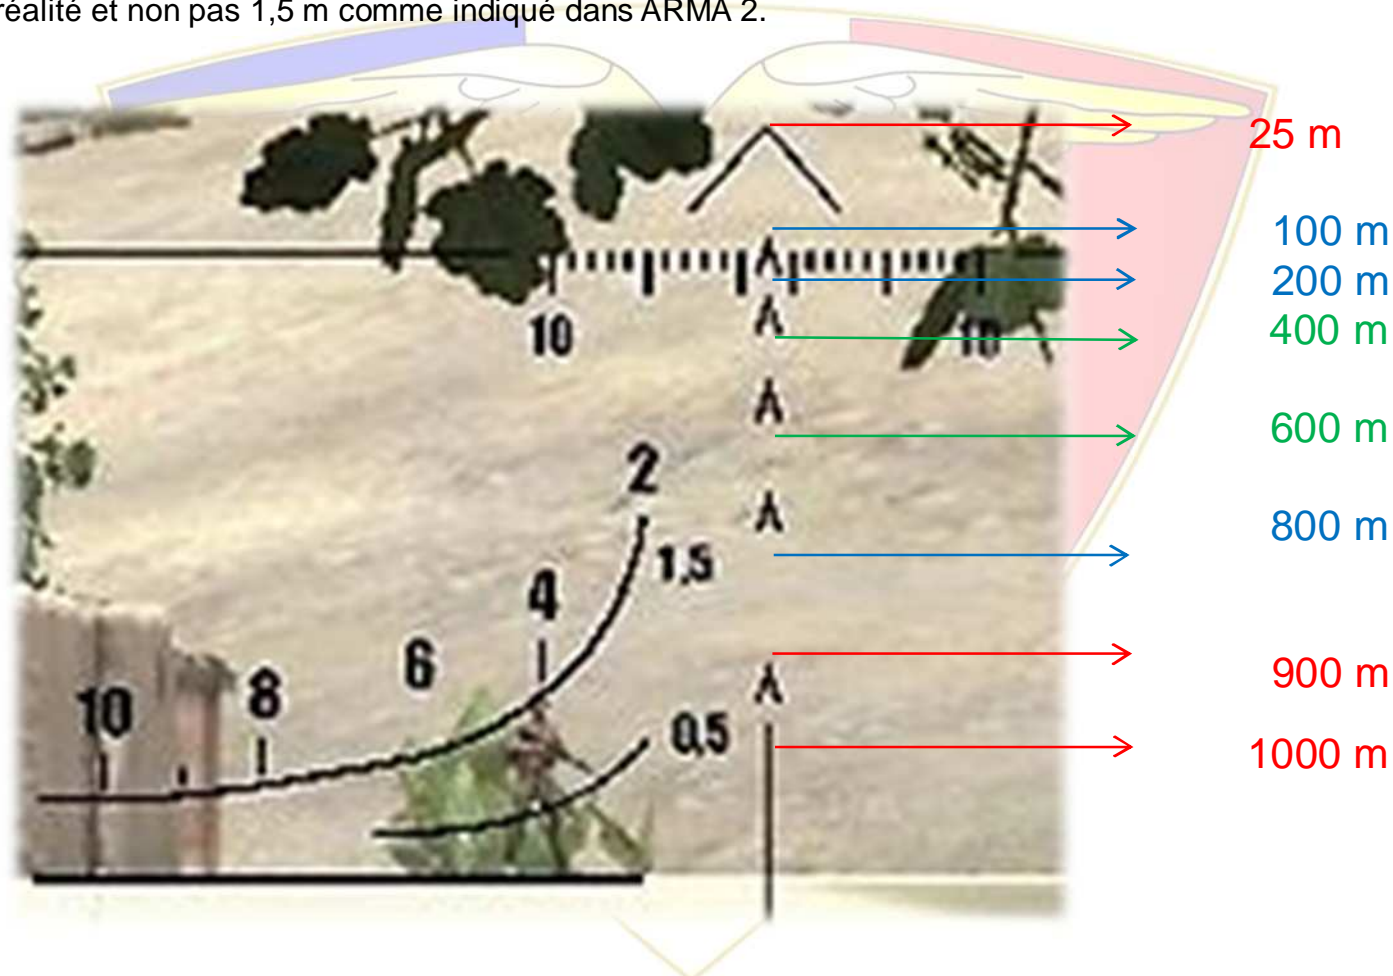 réalité et non pas 1,5 m comme indiqué dans ARMA 2.
25 m
100 m
200 m
10 10 400 m
600 m
2
800 m
1,5
4
6
10 8 900 m
0,5
1000 m